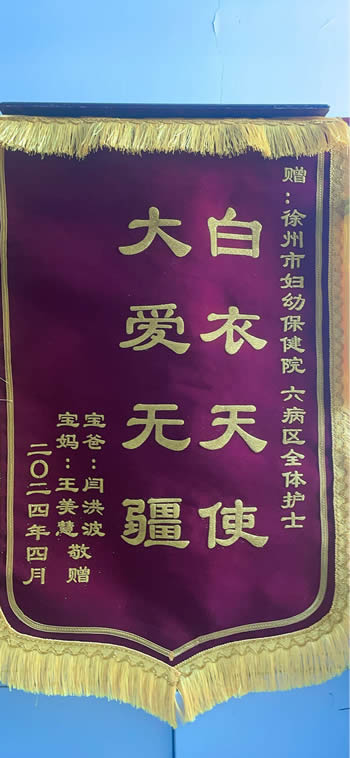 赠：徐州市妇幼保健院 六病区全体护士
白衣天使
大爱无疆
宝爸：闫洪波
宝妈：王美慧 敬赠
二〇二四年四月